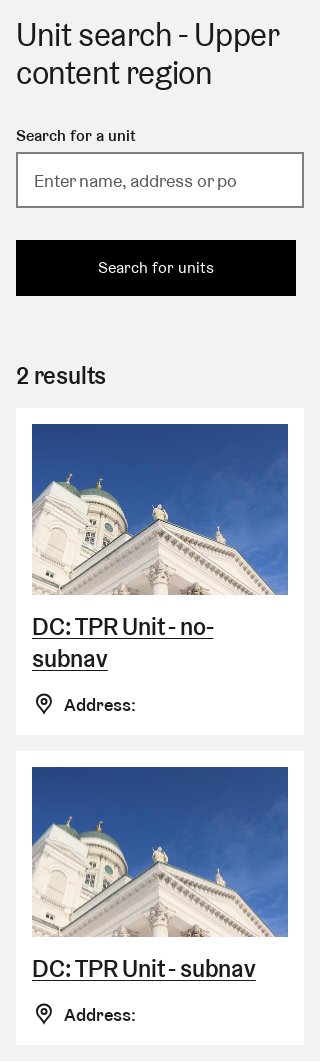 Unit search - Upper
content region
Search for a unit
Enter name, address or po
Search for units
2 results
DC: TPR Unit - no-
subnav
Address:
DC: TPR Unit - subnav
Address: